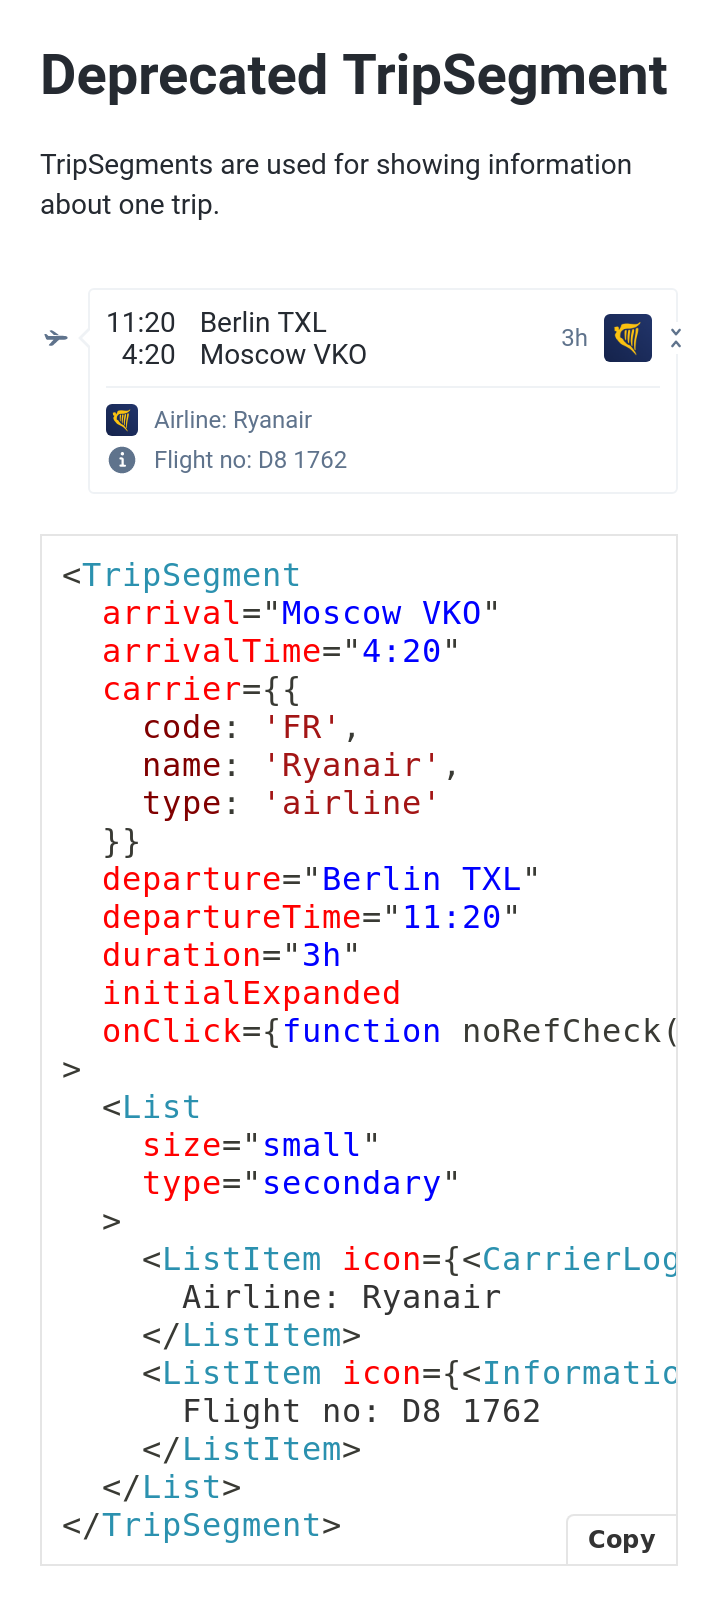 Deprecated TripSegment
TripSegments are used for showing information
about one trip.
11:20 Berlin TXL
4:20 Moscow VKO
3h
Airline: Ryanair
Flight no: D8 1762
<TripSegment
  arrival="Moscow VKO"
  arrivalTime="4:20"
  carrier={{
    code: 'FR',
    name: 'Ryanair',
    type: 'airline'
  }}
  departure="Berlin TXL"
  departureTime="11:20"
  duration="3h"
  initialExpanded
  onClick={function noRefCheck(
>
  <List
    size="small"
    type="secondary"
  >
    <ListItem icon={<CarrierLog
      Airline: Ryanair
    </ListItem>
    <ListItem icon={<Informatio
      Flight no: D8 1762
    </ListItem>
  </List>
</TripSegment>
Copy